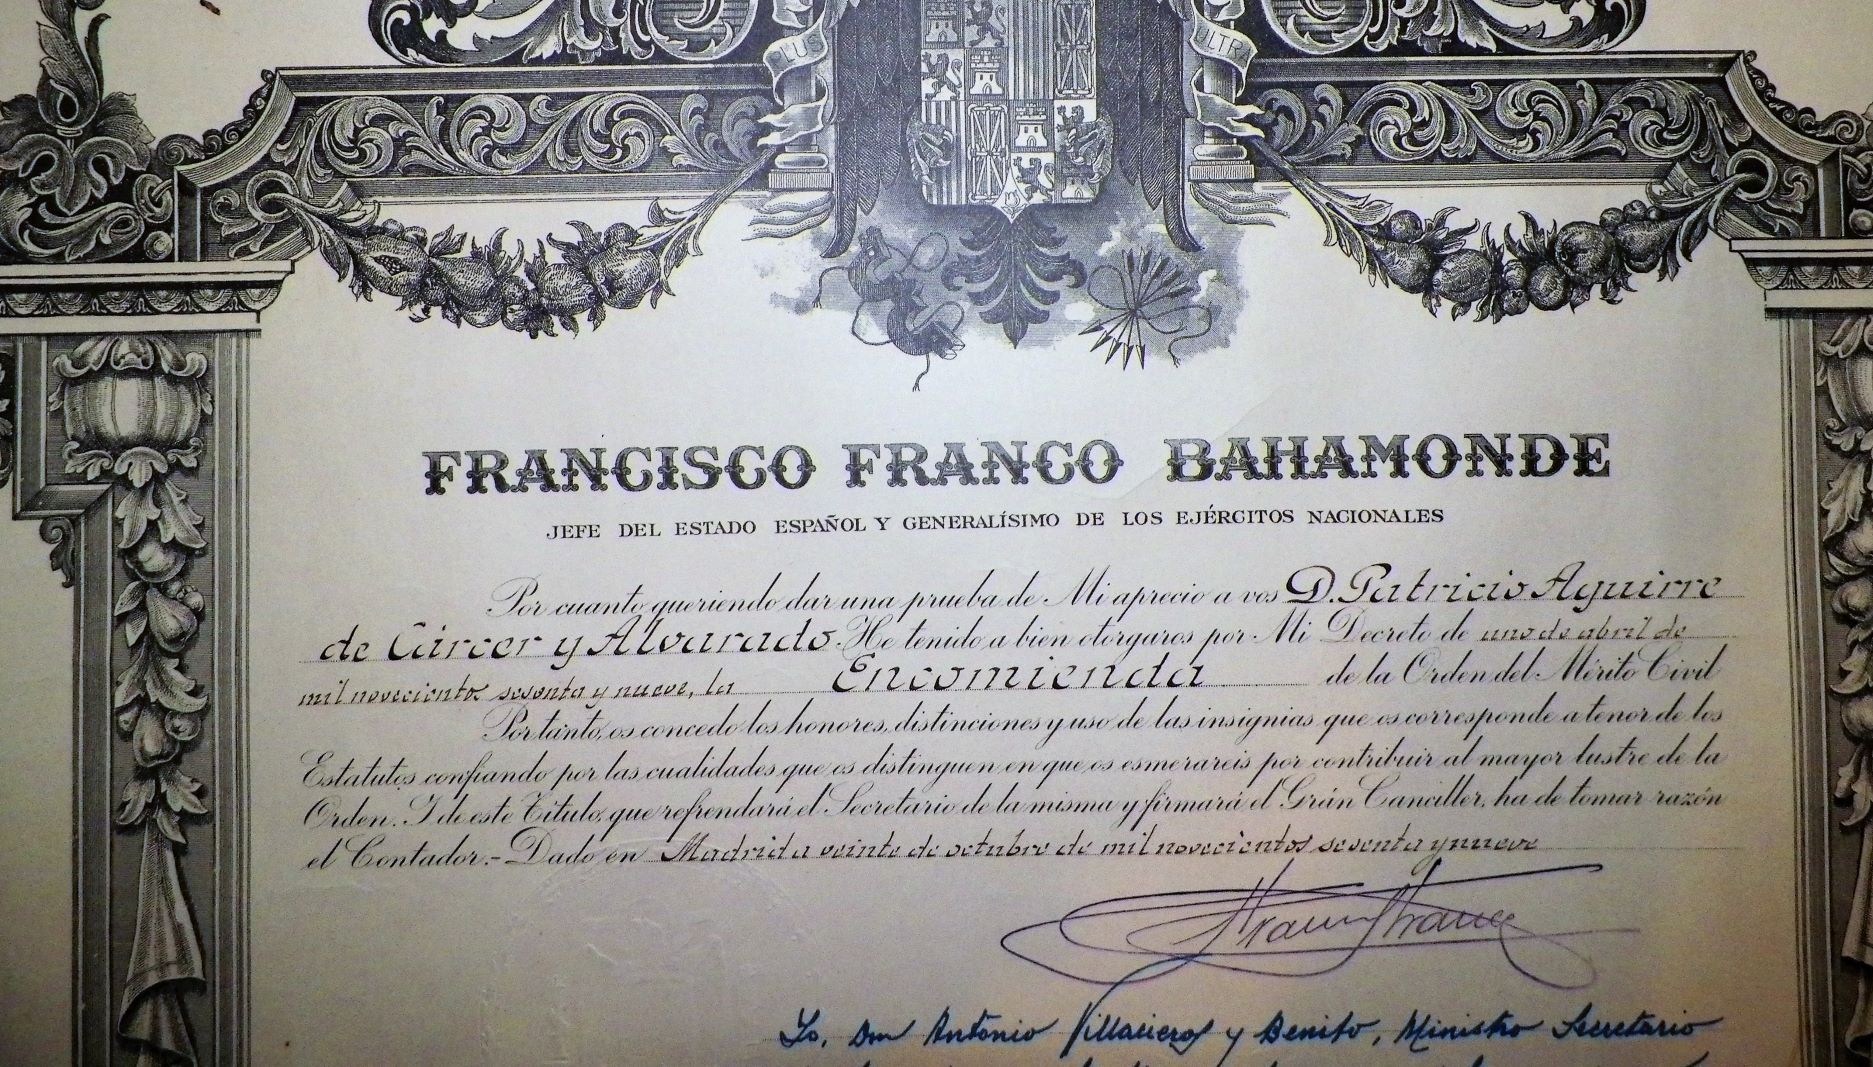 PLUS
ULTR
FRANCISCO FRANCO BAHAMONDE
JEFE DEL ESTADO ESPAÑOL Y GENERALÍSIMO DE LOS EJÉRCITOS NACIONALES
Por cuanto queriendo dar una prueba de Mi aprecio a vos D. Patricio Aguirre
de Cárcer y Alvarado. He tenido a bien otorgaros por Mi Decreto de uno de abril de
mil novecientos sesenta y nueve, la Encomienda de la Orden del Mérito Civil
Por tanto, os concedo los honores, distinciones y uso de las insignias que os corresponde a tenor de los
Estatutos, confiando por las cualidades que os distinguen en que os esmerareis por contribuir al mayor lustre de la
Orden. I de este Título, que refrendará el Secretario de la misma y firmará el Grán Canciller, ha de tomar razón
el Contador.- Dado en Madrid a veinte de octubre de mil novecientos sesenta y nueve
Yo, Don Antonio Villacieros y Benito, Ministro Secretario